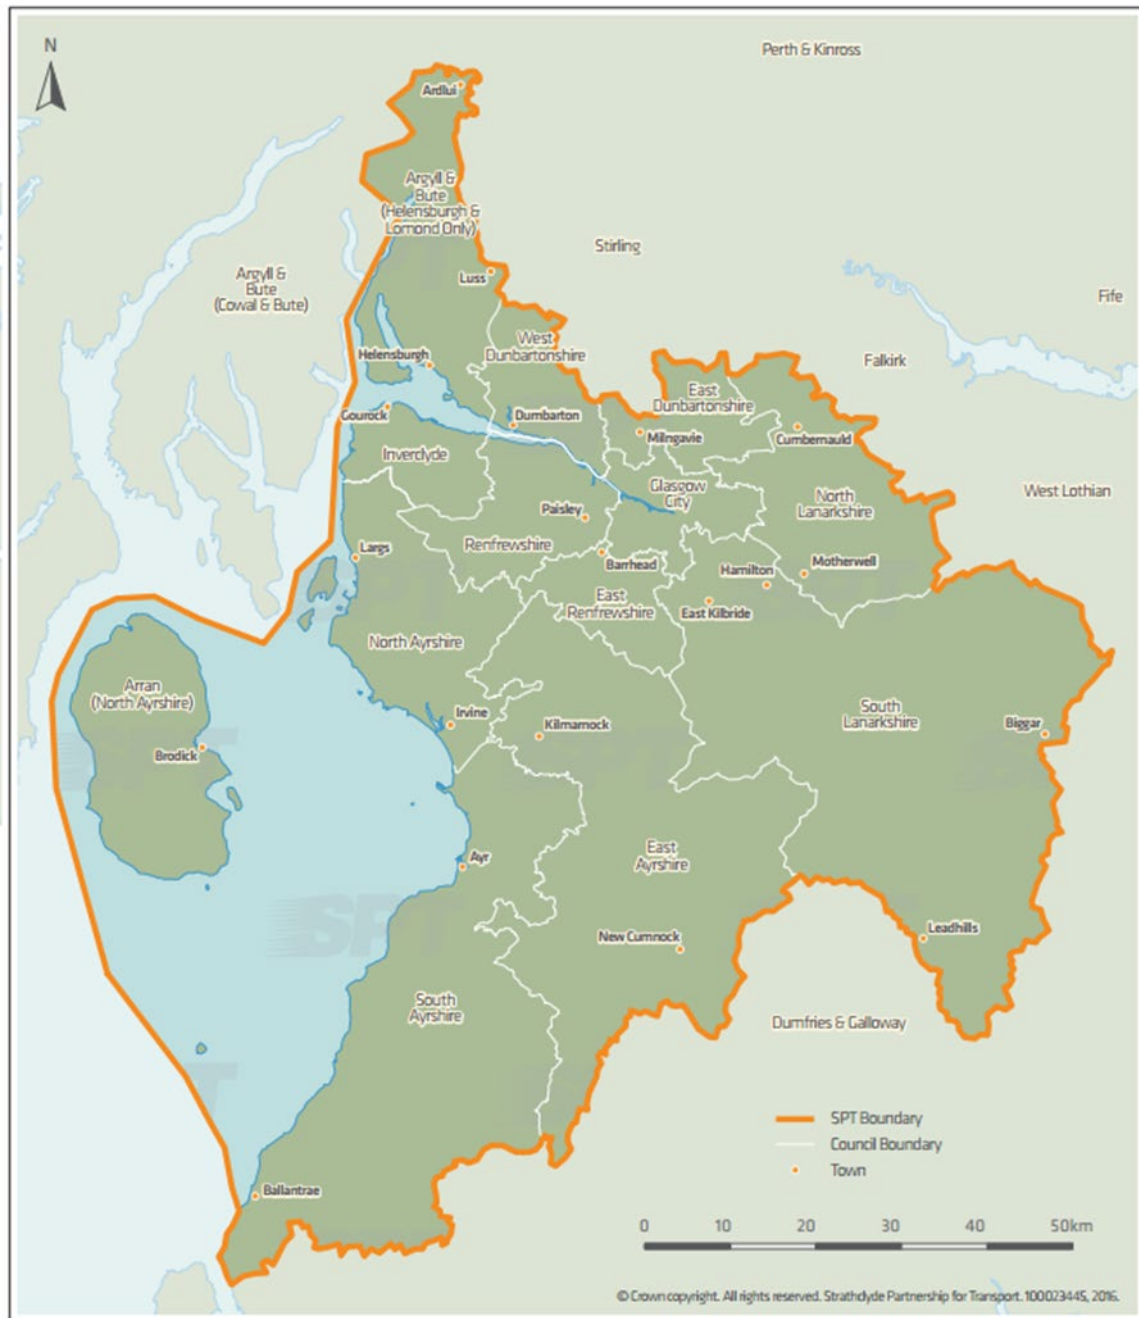 N
Perth & Kinross
Ardlui
Argyll &
Bute
(Helensburgh &
Lomond Only)
Stirling
Argyll &
Bute
(Cowal & Bute)
Luss
Fife
West
Dunbartonshire
Helensburgh
Falkirk
East
Dunbartonshire
Gourock
Dumbarton
Milngavie
Cumbernauld
Inverclyde
Glasgow
City
North
Lanarkshire
West Lothian
Paisley
Renfrewshire
Largs
Barrhead
Hamilton
Motherwell
East
Renfrewshire
East Kilbride
North Ayrshire
Arran
(North Ayrshire)
Irvine
Kilmarnock
South
Lanarkshire
Biggar
Brodick
SPT
East
Ayrshire
Ayr
SPT
New Cumnock
Leadhills
South
Ayrshire
Dumfries & Galloway
SPT Boundary
Council Boundary
Town
Ballantrae
0 10 20 30 40 50km
© Crown copyright. All rights reserved. Strathclyde Partnership for Transport. 100023445, 2016.